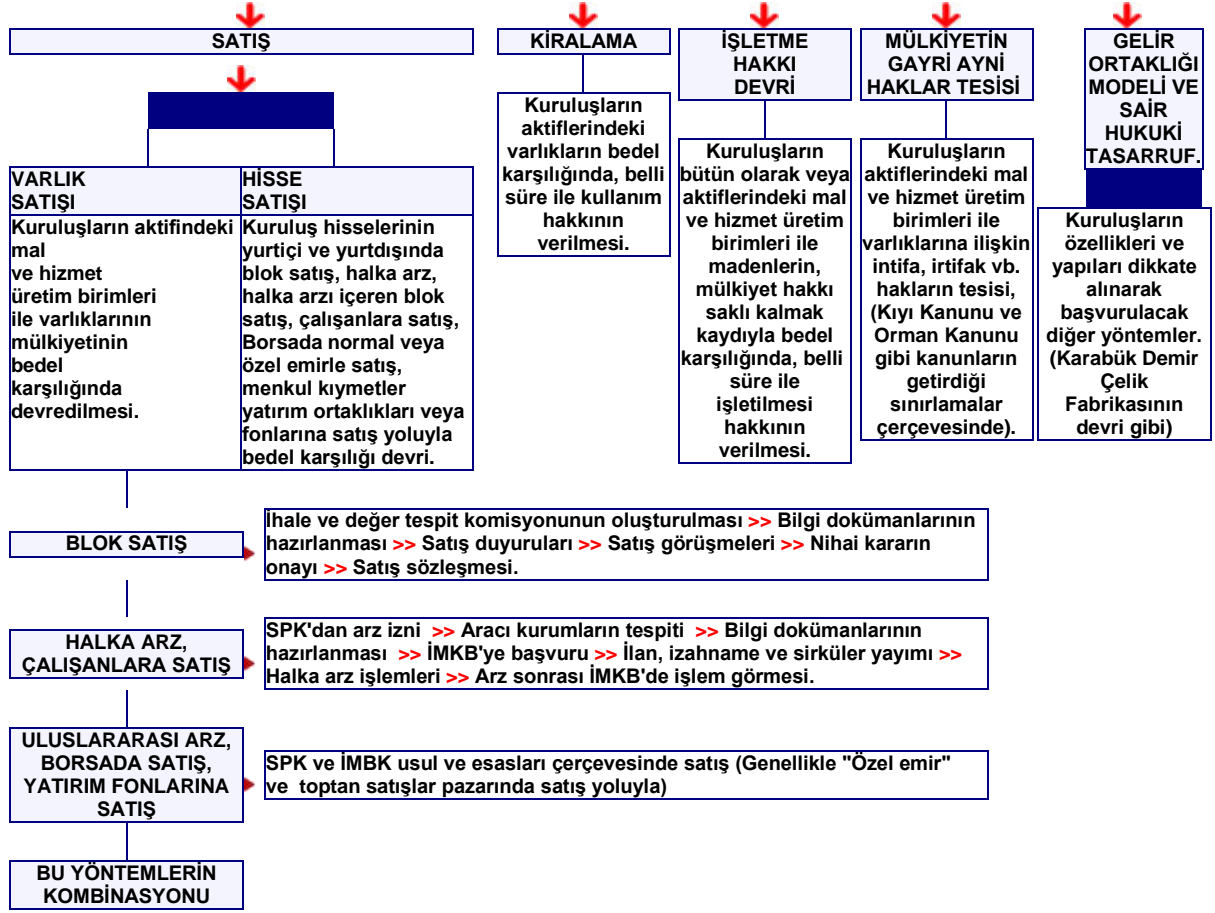 SATIŞ
KİRALAMA
İŞLETME
HAKKI
DEVRİ
MÜLKİYETİN
GAYRİ AYNİ
HAKLAR TESİSİ
GELİR
ORTAKLIĞI
MODELİ VE
SAİR
HUKUKİ
TASARRUF.
VARLIK
SATIŞI
Kuruluşların aktifindeki
mal
ve hizmet
üretim birimleri
ile varlıklarının
mülkiyetinin
bedel
karşılığında
devredilmesi.
HİSSE
SATIŞI
Kuruluş hisselerinin
yurtiçi ve yurtdışında
blok satış, halka arz,
halka arzı içeren blok
satış, çalışanlara satış,
Borsada normal veya
özel emirle satış,
menkul kıymetler
yatırım ortaklıkları veya
fonlarına satış yoluyla
bedel karşılığı devri.
Kuruluşların
aktiflerindeki
varlıkların bedel
karşılığında, belli
süre ile kullanım
hakkının
verilmesi.
Kuruluşların
bütün olarak veya
aktiflerindeki mal
ve hizmet üretim
birimleri ile
madenlerin,
mülkiyet hakkı
saklı kalmak
kaydıyla bedel
karşılığında, belli
süre ile
işletilmesi
hakkının
verilmesi.
Kuruluşların
aktiflerindeki mal
ve hizmet üretim
birimleri ile
varlıklarına ilişkin
intifa, irtifak vb.
hakların tesisi,
(Kıyı Kanunu ve
Orman Kanunu
gibi kanunların
getirdiği
sınırlamalar
çerçevesinde).
Kuruluşların
özellikleri ve
yapıları dikkate
alınarak
başvurulacak
diğer yöntemler.
(Karabük Demir
Çelik
Fabrikasının
devri gibi)
BLOK SATIŞ
İhale ve değer tespit komisyonunun oluşturulması >> Bilgi dokümanlarının
hazırlanması >> Satış duyuruları >> Satış görüşmeleri >> Nihai kararın
onayı >> Satış sözleşmesi.
HALKA ARZ,
ÇALIŞANLARA SATIŞ
SPK'dan arz izni >> Aracı kurumların tespiti >> Bilgi dokümanlarının
hazırlanması >> İMKB'ye başvuru >> İlan, izahname ve sirküler yayımı >>
Halka arz işlemleri >> Arz sonrası İMKB'de işlem görmesi.
ULUSLARARASI ARZ,
BORSADA SATIŞ,
YATIRIM FONLARINA
SATIŞ
SPK ve İMBK usul ve esasları çerçevesinde satış (Genellikle "Özel emir"
ve toptan satışlar pazarında satış yoluyla)
BU YÖNTEMLERİN
KOMBİNASYONU